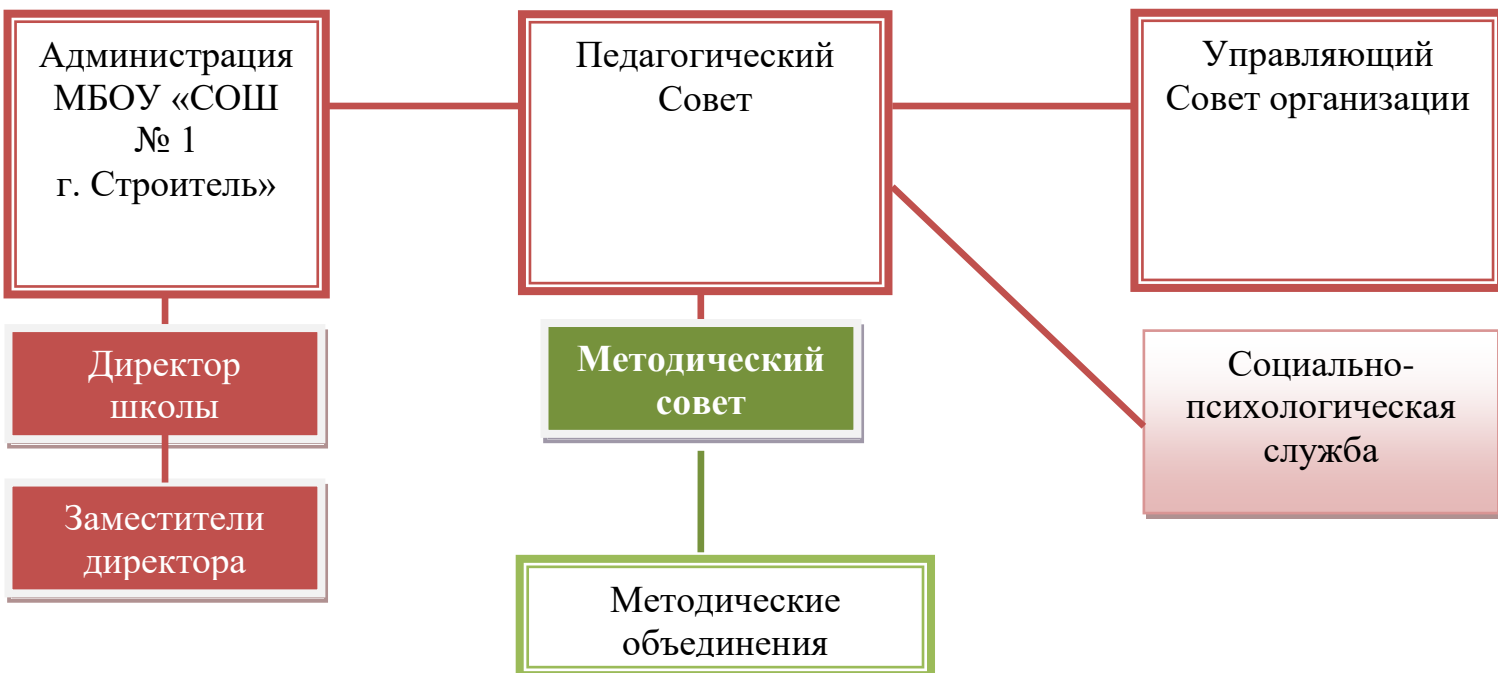 Администрация
МБОУ «СОШ
№ 1
г. Строитель»
Педагогический
Совет
Управляющий
Совет организации
Директор
школы
Методический
совет
Социально-
психологическая
служба
Заместители
директора
Методические
объединения